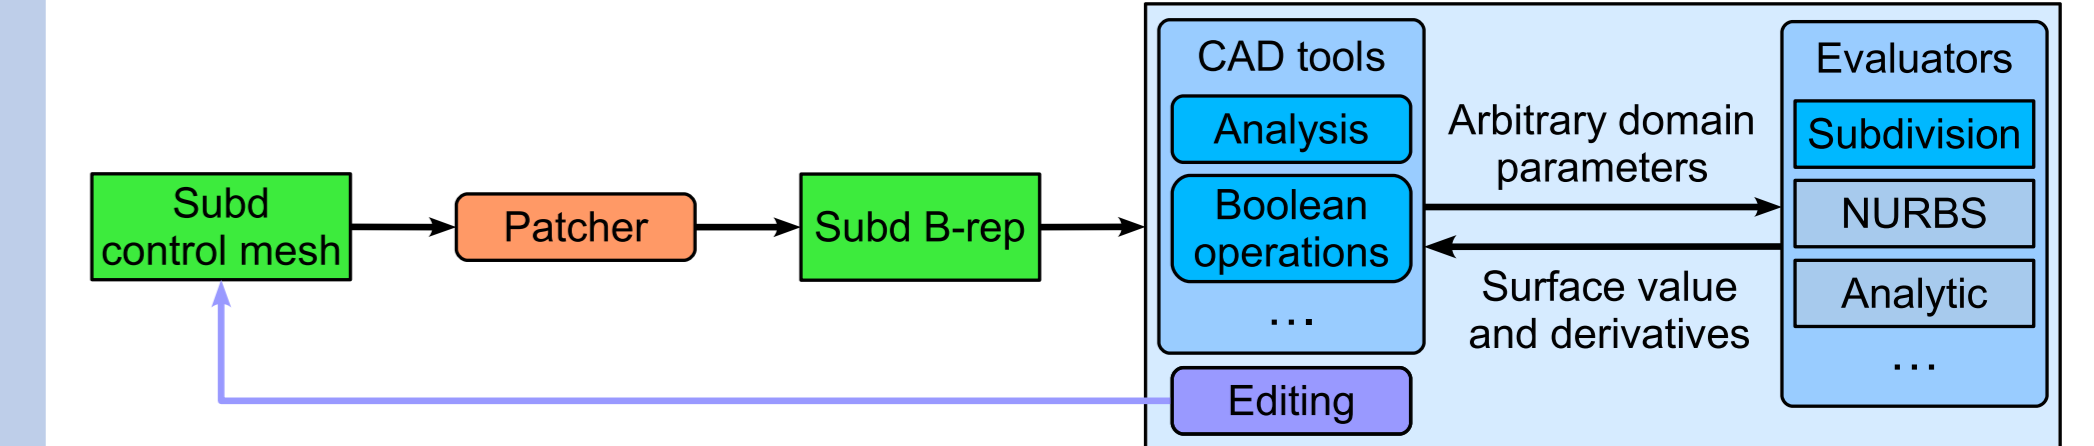 Subd
control mesh
Patcher
Subd B-rep
CAD tools
Analysis
Boolean
operations
...
Editing
Arbitrary domain
parameters
Surface value
and derivatives
Evaluators
Subdivision
NURBS
Analytic
...